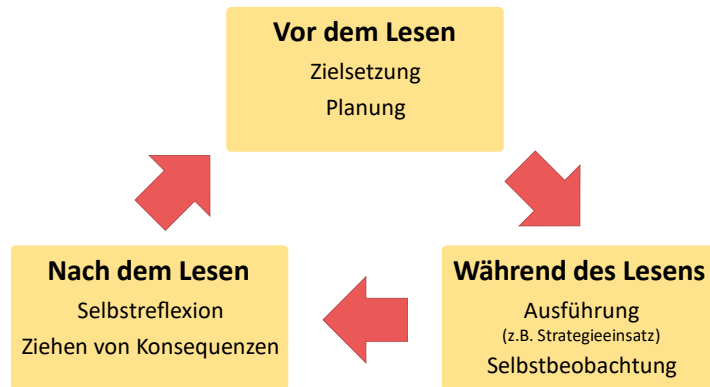 Vor dem Lesen
Zielsetzung
Planung
Während des Lesens
Ausführung
(z.B. Strategieeinsatz)
Selbstbeobachtung
Nach dem Lesen
Selbstreflexion
Ziehen von Konsequenzen